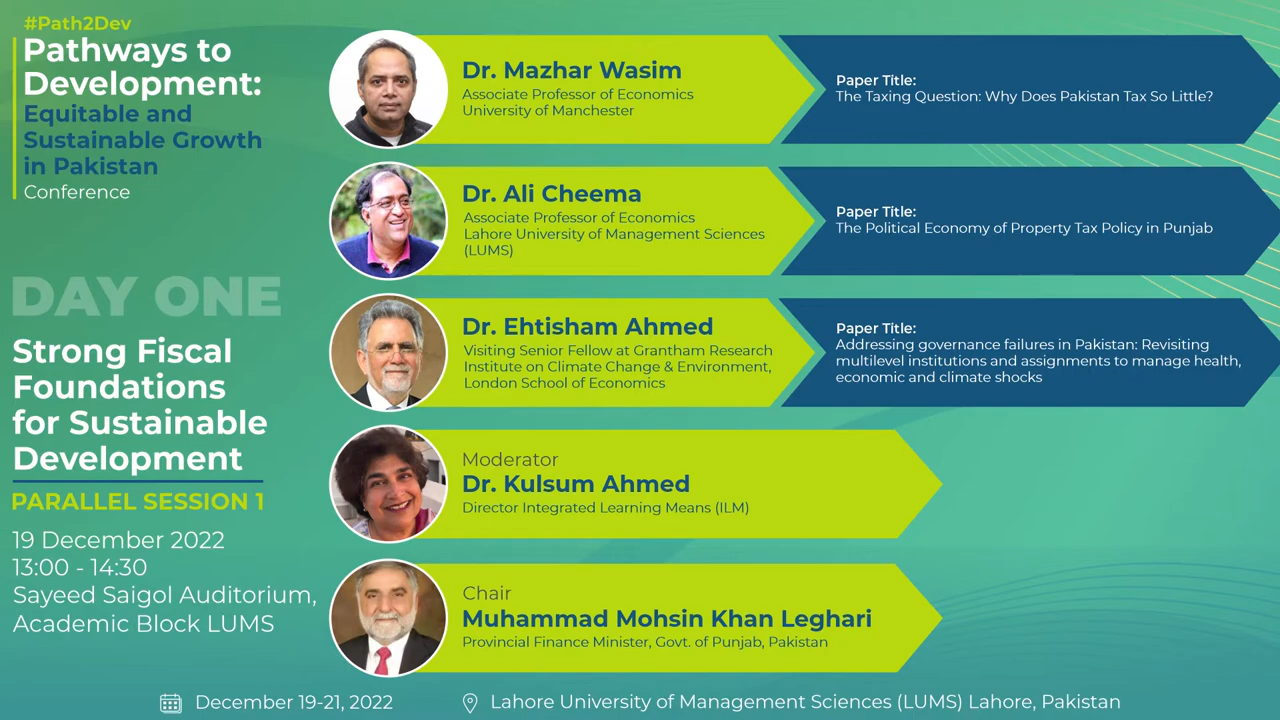 #Path2Dev
Pathways to
Development:
Equitable and
Sustainable Growth
in Pakistan
Conference
DAY ONE
Strong Fiscal
Foundations
for Sustainable
Development
PARALLEL SESSION 1
19 December 2022
13:00 - 14:30
Sayeed Saigol Auditorium,
Academic Block LUMS
Dr. Mazhar Wasim
Associate Professor of Economics
University of Manchester
Paper Title:
The Taxing Question: Why Does Pakistan Tax So Little?
Dr. Ali Cheema
Associate Professor of Economics
Lahore University of Management Sciences
(LUMS)
Paper Title:
The Political Economy of Property Tax Policy in Punjab
Dr. Ehtisham Ahmed
Visiting Senior Fellow at Grantham Research
Institute on Climate Change & Environment,
London School of Economics
Paper Title:
Addressing governance failures in Pakistan: Revisiting
multilevel institutions and assignments to manage health,
economic and climate shocks
Moderator
Dr. Kulsum Ahmed
Director Integrated Learning Means (ILM)
Chair
Muhammad Mohsin Khan Leghari
Provincial Finance Minister, Govt. of Punjab, Pakistan
December 19-21, 2022
Lahore University of Management Sciences (LUMS) Lahore, Pakistan